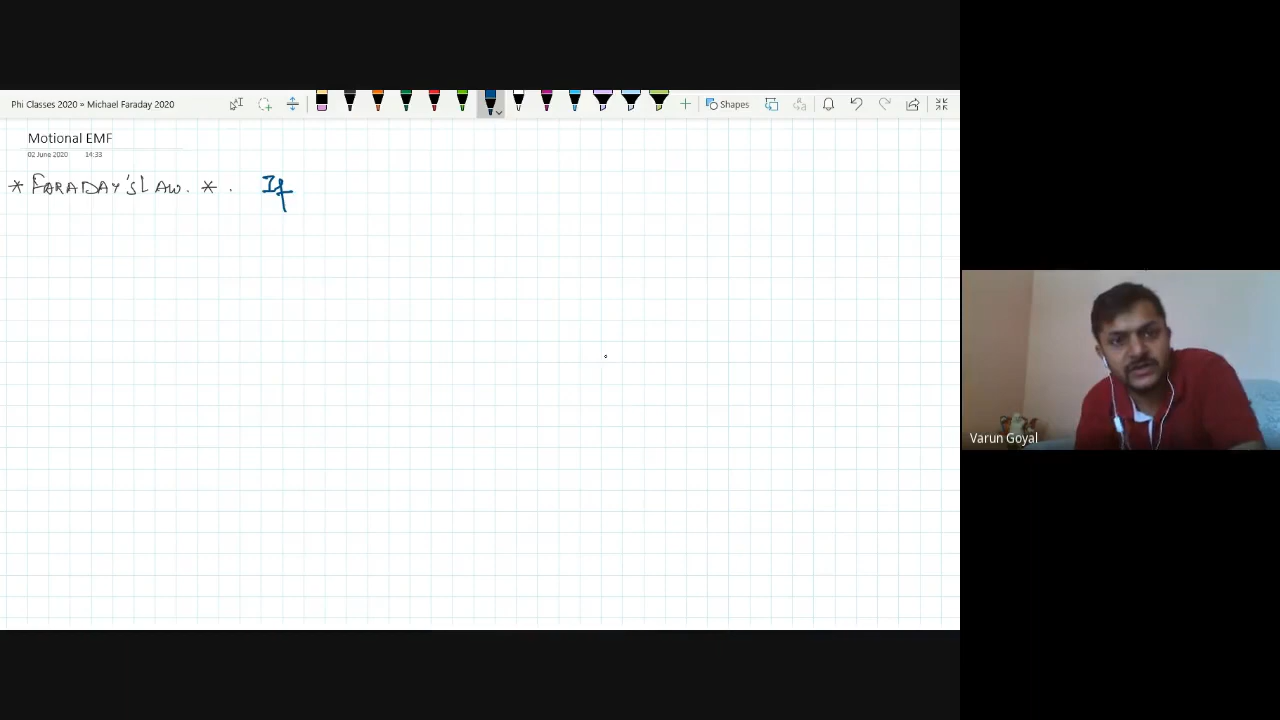 Phi Classes 2020 » Michael Faraday 2020
Shapes
Motional EMF
02 June 2020 14:33
* FARADAY'S LAW. * . If
Varun Goyal